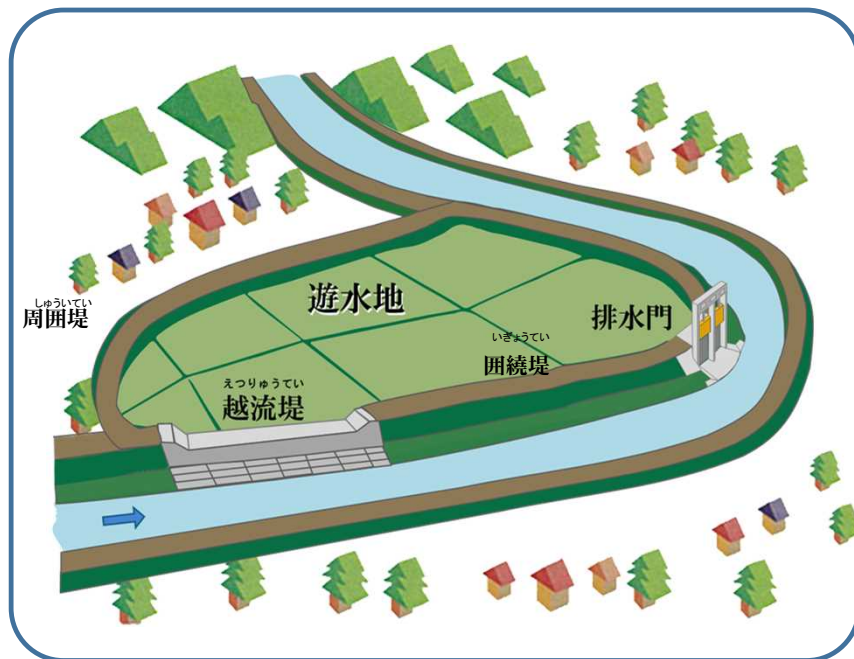 遊水地
排水門
しゅういてい
周囲堤
いぎょうてい
囲繞堤
えつりゅうてい
越流堤